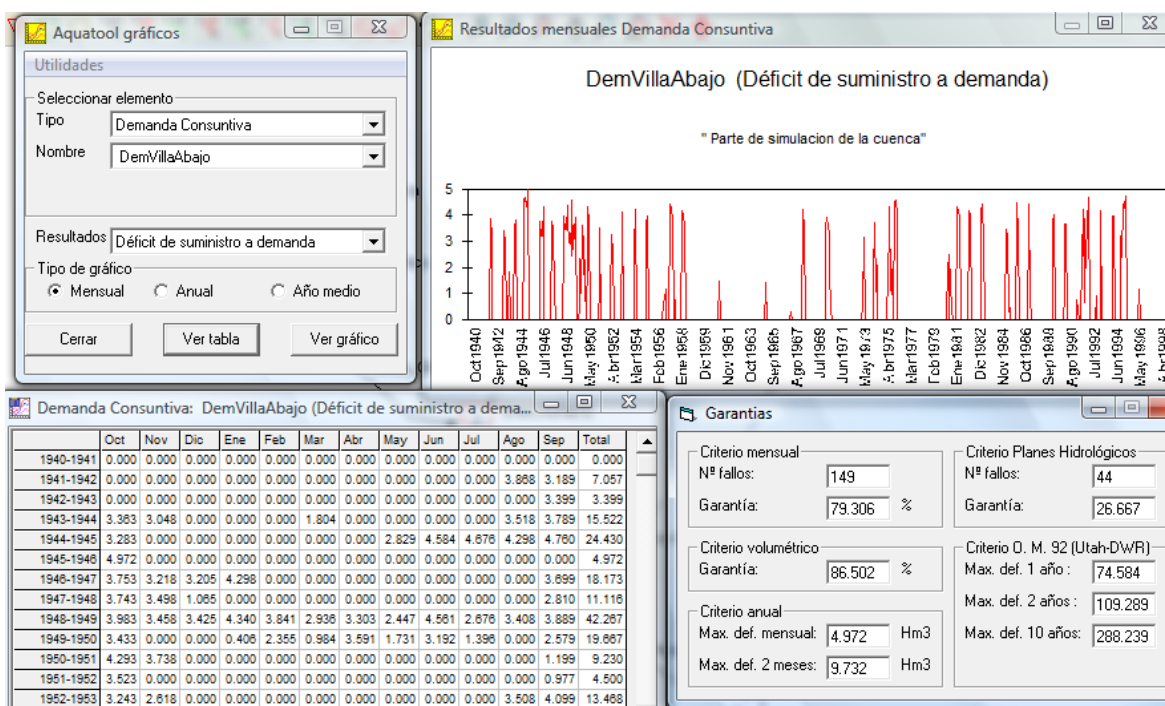 Aquatool gráficos
Utilidades
Seleccionar elemento
Tipo
Demanda Consuntiva
Nombre
DemVillaAbajo
Resultados
Déficit de suministro a demanda
Tipo de gráfico
Mensual Anual Año medio
Cerrar Ver tabla Ver gráfico
Resultados mensuales Demanda Consuntiva
DemVillaAbajo (Déficit de suministro a demanda)
" Parte de simulacion de la cuenca"
5
4
3
2
1
0
Oct1940
Sep1942
Ago1944
Jul1946
Jun1948
May1950
Abr1952
Mar1954
Feb1956
Ene1958
Dic1959
Nov1961
Oct1963
Sep1965
Ago1967
Jul1969
Jun1971
May1973
Abr1975
Mar1977
Feb1979
Ene1981
Dic1982
Nov1984
Oct1986
Sep1988
Ago1990
Jul1992
Jun1994
May1996
Abr1998
Demanda Consuntiva: DemVillaAbajo (Déficit de suministro a dema...
Oct Nov Dic Ene Feb Mar Abr May Jun Jul Ago Sep Total
1940-1941 0.000 0.000 0.000 0.000 0.000 0.000 0.000 0.000 0.000 0.000 0.000 0.000 0.000
1941-1942 0.000 0.000 0.000 0.000 0.000 0.000 0.000 0.000 0.000 0.000 3.868 3.189 7.057
1942-1943 0.000 0.000 0.000 0.000 0.000 0.000 0.000 0.000 0.000 0.000 0.000 3.399 3.399
1943-1944 3.363 3.048 0.000 0.000 0.000 1.804 0.000 0.000 0.000 0.000 3.518 3.789 15.522
1944-1945 3.283 0.000 0.000 0.000 0.000 0.000 0.000 2.829 4.584 4.676 4.298 4.760 24.430
1945-1946 4.972 0.000 0.000 0.000 0.000 0.000 0.000 0.000 0.000 0.000 0.000 0.000 4.972
1946-1947 3.753 3.218 3.205 4.298 0.000 0.000 0.000 0.000 0.000 0.000 0.000 3.699 18.173
1947-1948 3.743 3.498 1.065 0.000 0.000 0.000 0.000 0.000 0.000 0.000 0.000 2.810 11.116
1948-1949 3.983 3.458 3.425 4.340 3.841 2.936 3.303 2.447 4.561 2.676 3.408 3.889 42.267
1949-1950 3.433 0.000 0.000 0.406 2.355 0.984 3.591 1.731 3.192 1.396 0.000 2.579 19.667
1950-1951 4.293 3.738 0.000 0.000 0.000 0.000 0.000 0.000 0.000 0.000 0.000 1.199 9.230
1951-1952 3.523 0.000 0.000 0.000 0.000 0.000 0.000 0.000 0.000 0.000 0.000 0.977 4.500
1952-1953 3.243 2.618 0.000 0.000 0.000 0.000 0.000 0.000 0.000 0.000 3.508 4.099 13.468
Garantias
Criterio mensual
Nº fallos: 149
Garantía: 79.306 %
Criterio volumétrico
Garantía: 86.502 %
Criterio anual
Max. def. mensual: 4.972 Hm3
Max. def. 2 meses: 9.732 Hm3
Criterio Planes Hidrológicos
Nº fallos: 44
Garantía: 26.667
Criterio O. M. 92 (Utah-DWR)
Max. def. 1 año : 74.584
Max. def. 2 años : 109.289
Max. def. 10 años: 288.239